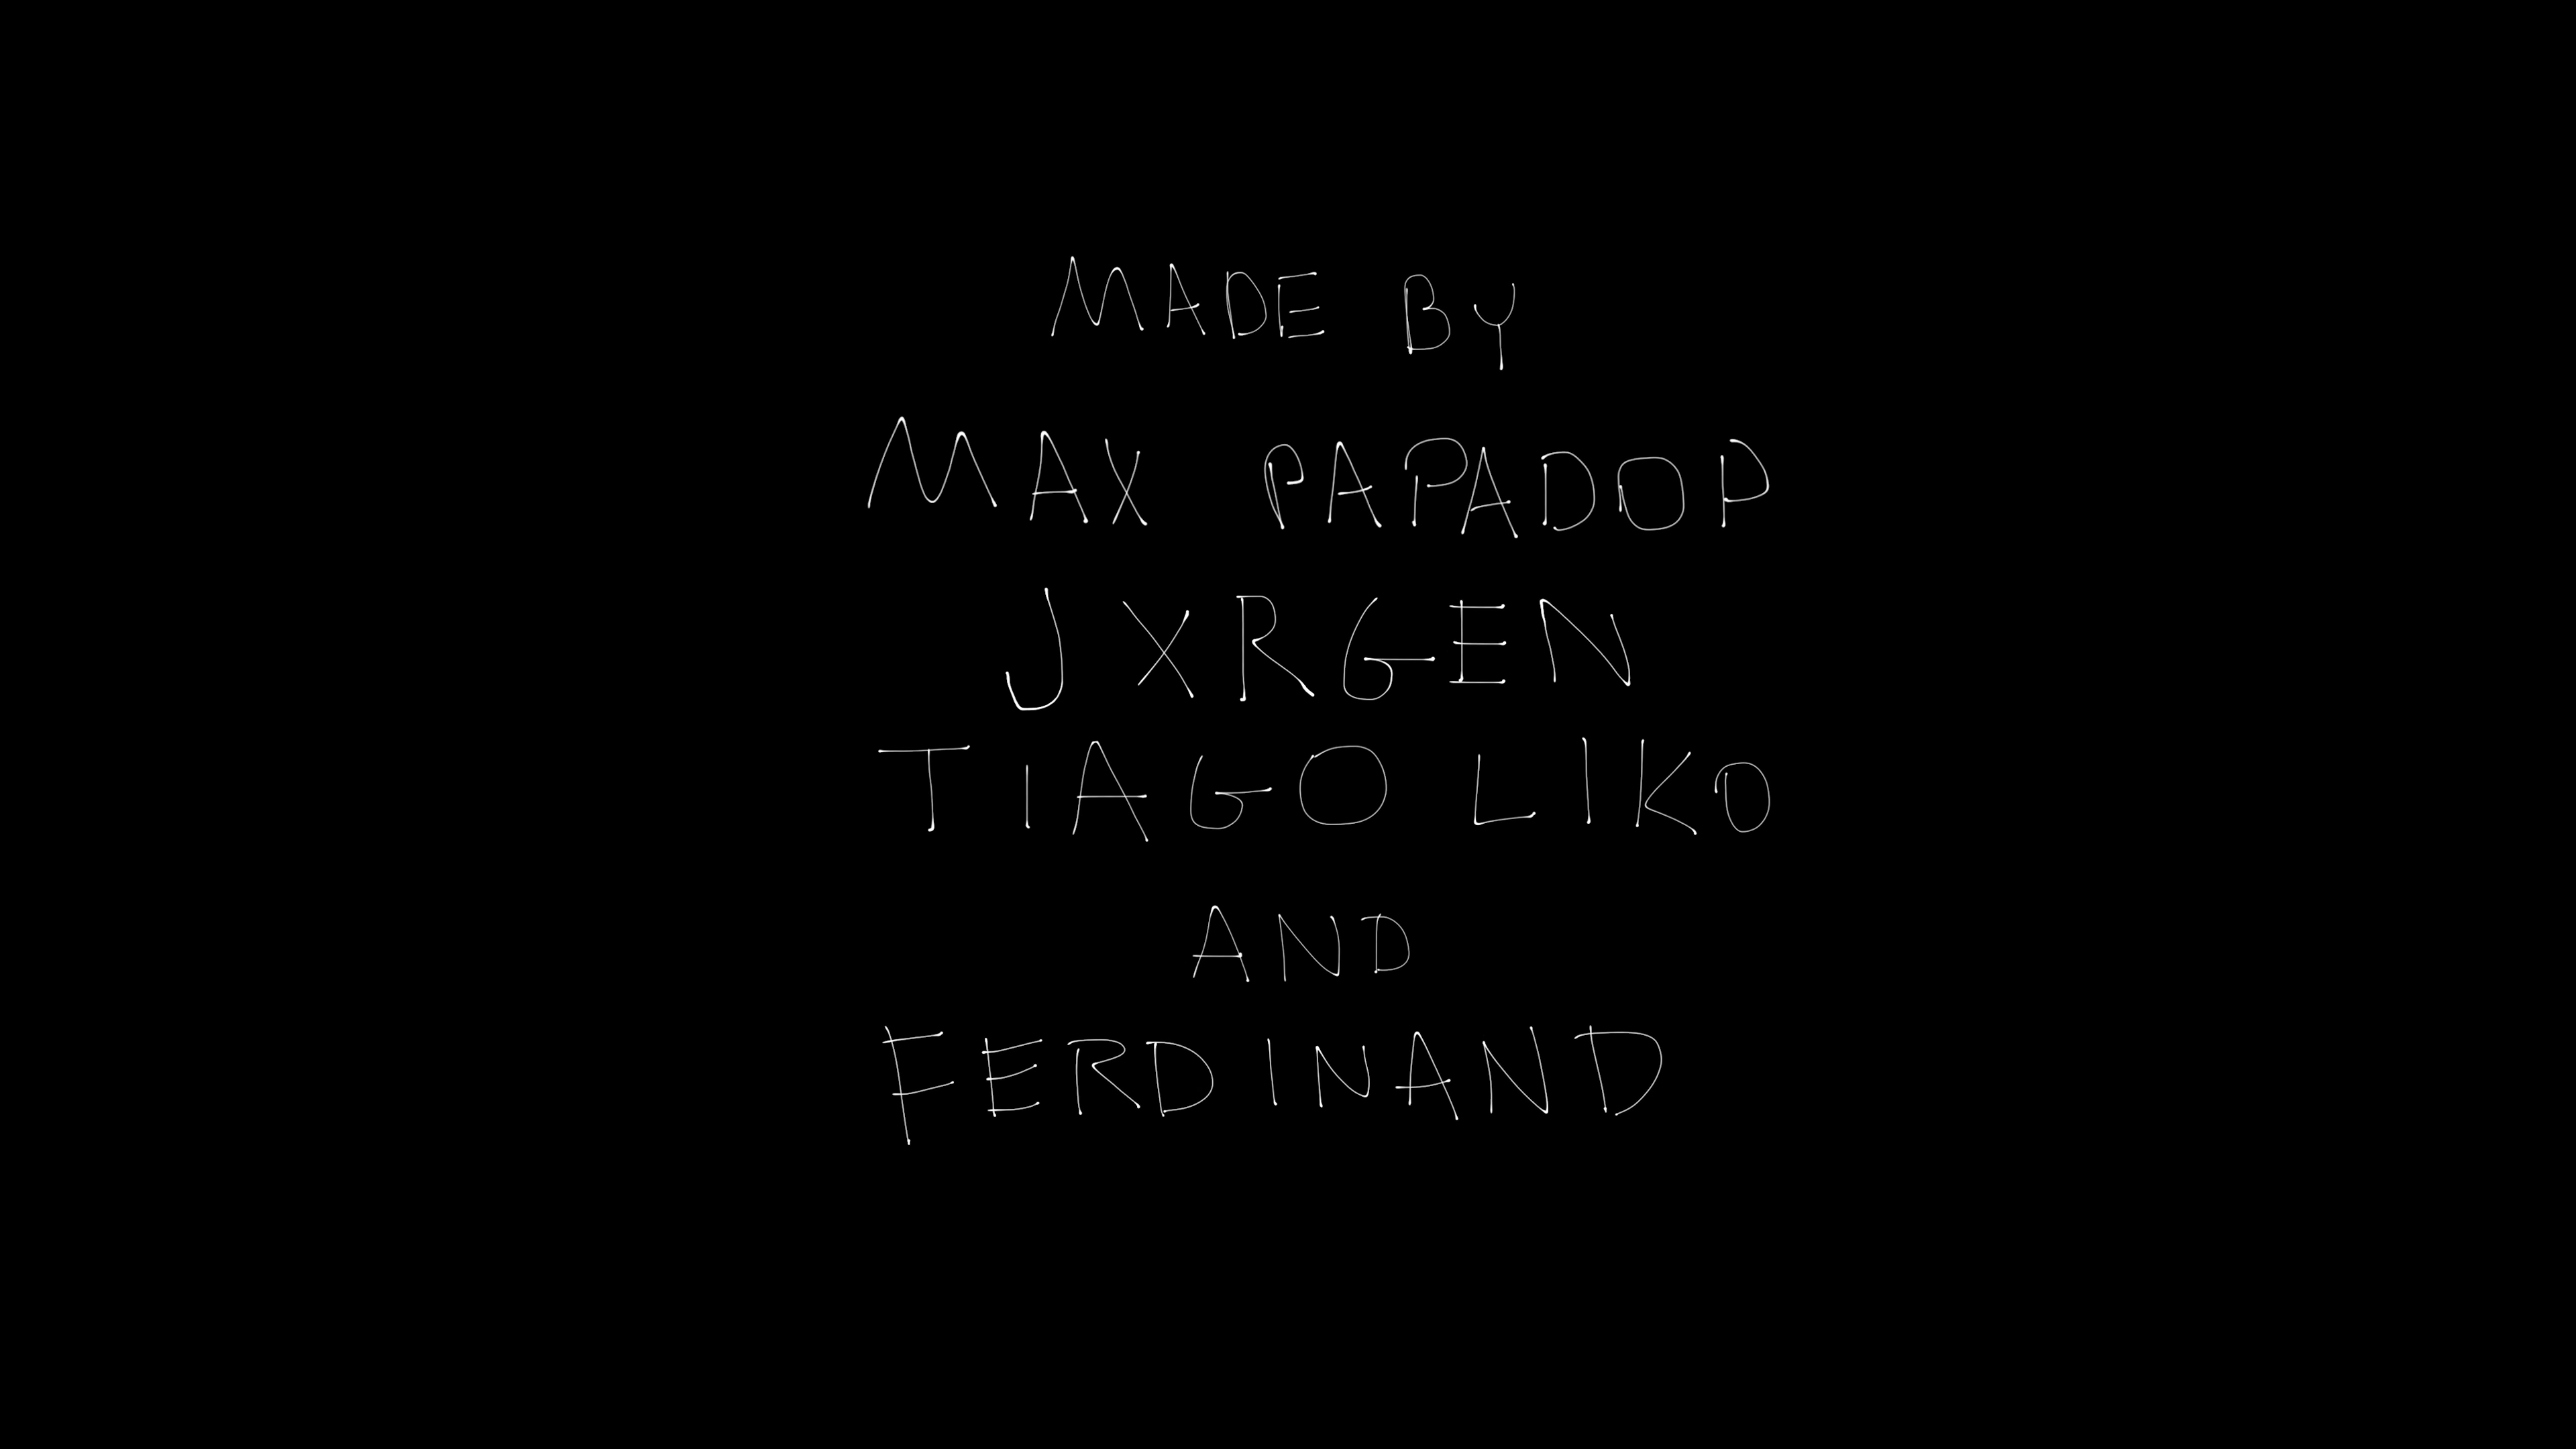 MADE BY
MAX PAPADOP
JXRGEN
TIAGO LIKO
AND
FERDINAND